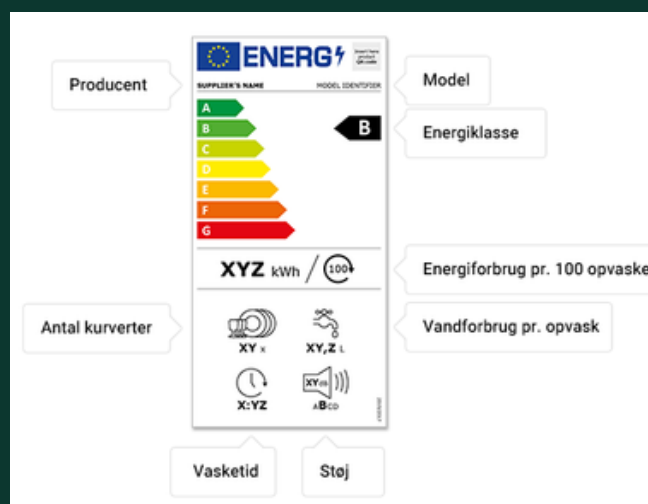 ENERG
Producent
SUPPLIER'S NAME
MODEL IDENTIFIER
Model
A
B
B
Energiklasse
C
D
E
F
G
XYZ kWh / 100
Energiforbrug pr. 100 opvaske
Antal kurverter
Vandforbrug pr. opvask
XY x
XY,Z L
XY dB
X:YZ
ABCD
Vasketid
Støj